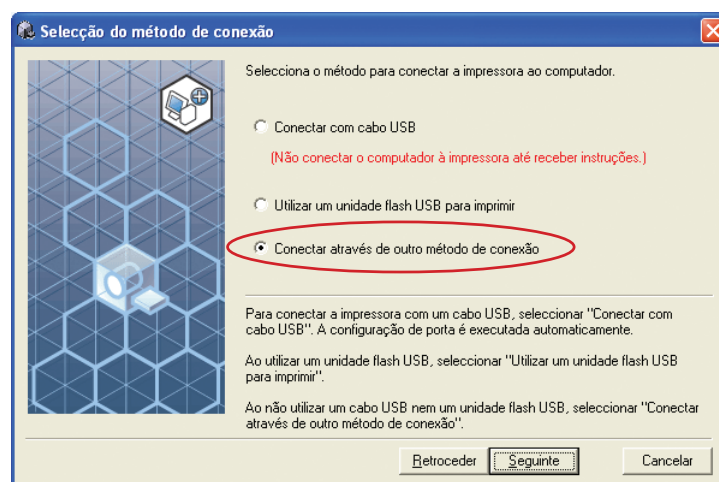 Selecção do método de conexão
Selecciona o método para conectar a impressora ao computador.
Conectar com cabo USB
(Não conectar o computador à impressora até receber instruções.)
Utilizar um unidade flash USB para imprimir
Conectar através de outro método de conexão
Para conectar a impressora com um cabo USB, seleccionar "Conectar com
cabo USB". A configuração de porta é executada automaticamente.
Ao utilizar um unidade flash USB, seleccionar "Utilizar um unidade flash USB
para imprimir".
Ao não utilizar um cabo USB nem um unidade flash USB, seleccionar "Conectar
através de outro método de conexão".
Retroceder Seguinte Cancelar